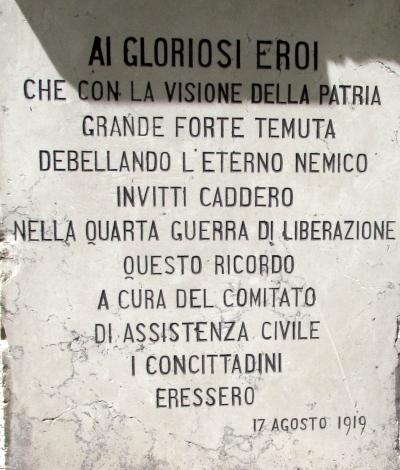 AI GLORIOSI EROI
CHE CON LA VISIONE DELLA PATRIA
GRANDE FORTE TEMUTA
DEBELLANDO L'ETERNO NEMICO
INVITTI CADDERO
NELLA QUARTA GUERRA DI LIBERAZIONE
QUESTO RICORDO
A CURA DEL COMITATO
DI ASSISTENZA CIVILE
I CONCITTADINI
ERESSERO
17 AGOSTO 1919